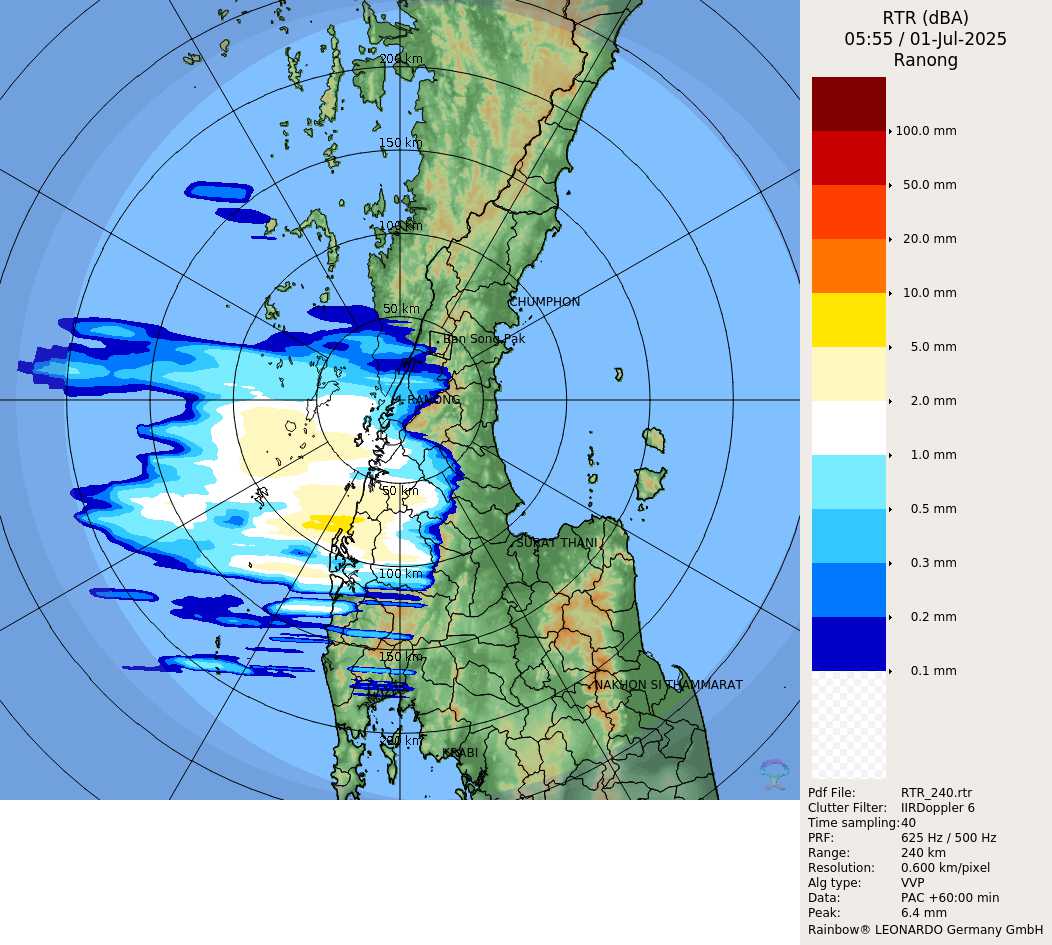 RTR (dBA)
05:55 / 01-Jul-2025
Ranong
200 km
150 km
100 km
50 km
CHUMPHON
Ban Song Pak
RANONG
50 km
SURAT THANI
100 km
150 km
NAKHON SI THAMMARAT
200 km
KRABI
100.0 mm
50.0 mm
20.0 mm
10.0 mm
5.0 mm
2.0 mm
1.0 mm
0.5 mm
0.3 mm
0.2 mm
0.1 mm
Pdf File: RTR_240.rtr
Clutter Filter: IIRDoppler 6
Time sampling:40
PRF: 625 Hz / 500 Hz
Range: 240 km
Resolution: 0.600 km/pixel
Alg type: VVP
Data: PAC +60:00 min
Peak: 6.4 mm
Rainbow® LEONARDO Germany GmbH